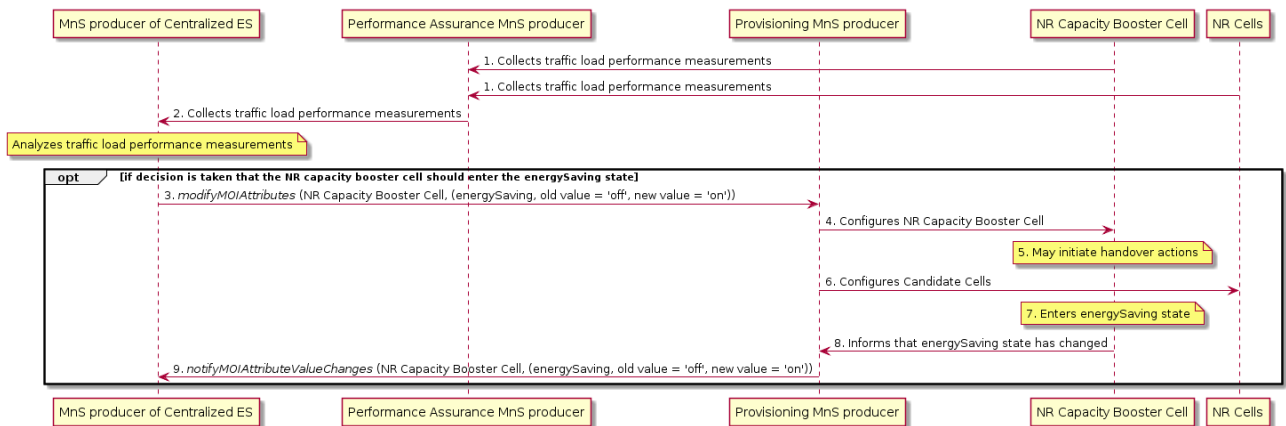 MnS producer of Centralized ES
Performance Assurance MnS producer
Provisioning MnS producer
NR Capacity Booster Cell
NR Cells
1. Collects traffic load performance measurements
1. Collects traffic load performance measurements
2. Collects traffic load performance measurements
Analyzes traffic load performance measurements
opt
[if decision is taken that the NR capacity booster cell should enter the energySaving state]
3. modifyMOIAttributes (NR Capacity Booster Cell, (energySaving, old value = 'off', new value = 'on'))
4. Configures NR Capacity Booster Cell
5. May initiate handover actions
6. Configures Candidate Cells
7. Enters energySaving state
8. Informs that energySaving state has changed
9. notifyMOIAttributeValueChanges (NR Capacity Booster Cell, (energySaving, old value = 'off', new value = 'on'))
MnS producer of Centralized ES
Performance Assurance MnS producer
Provisioning MnS producer
NR Capacity Booster Cell
NR Cells